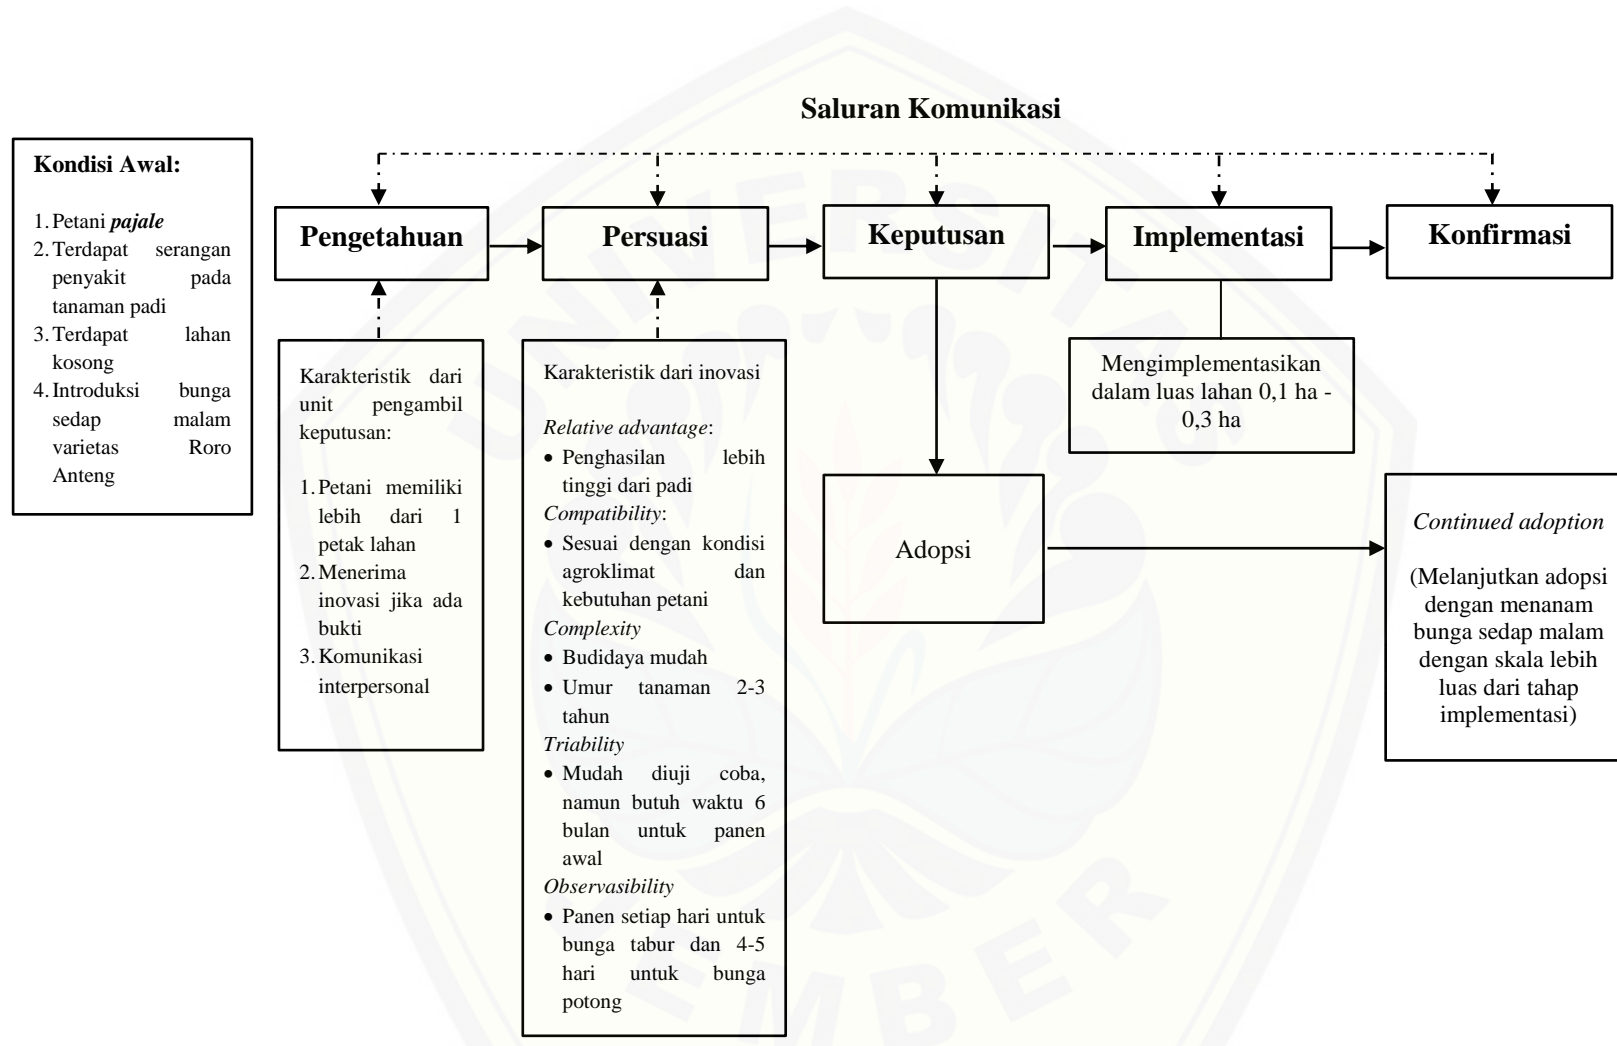 Saluran Komunikasi
Kondisi Awal:
1. Petani pajale
2. Terdapat serangan
penyakit pada
tanaman padi
3. Terdapat lahan
kosong
4. Introduksi bunga
sedap malam
varietas Roro
Anteng
Pengetahuan
Persuasi
Keputusan
Implementasi
Konfirmasi
Karakteristik dari
unit pengambil
keputusan:
1. Petani memiliki
lebih dari 1
petak lahan
2. Menerima
inovasi jika ada
bukti
3. Komunikasi
interpersonal
Karakteristik dari inovasi
Relative advantage:
• Penghasilan lebih
tinggi dari padi
Compatibility:
• Sesuai dengan kondisi
agroklimat dan
kebutuhan petani
Complexity
• Budidaya mudah
• Umur tanaman 2-3
tahun
Triability
• Mudah diuji coba,
namun butuh waktu 6
bulan untuk panen
awal
Observasibility
• Panen setiap hari untuk
bunga tabur dan 4-5
hari untuk bunga
potong
Adopsi
Mengimplementasikan
dalam luas lahan 0,1 ha -
0,3 ha
Continued adoption
(Melanjutkan adopsi
dengan menanam
bunga sedap malam
dengan skala lebih
luas dari tahap
implementasi)
UNIVERSITAS
JEMBER